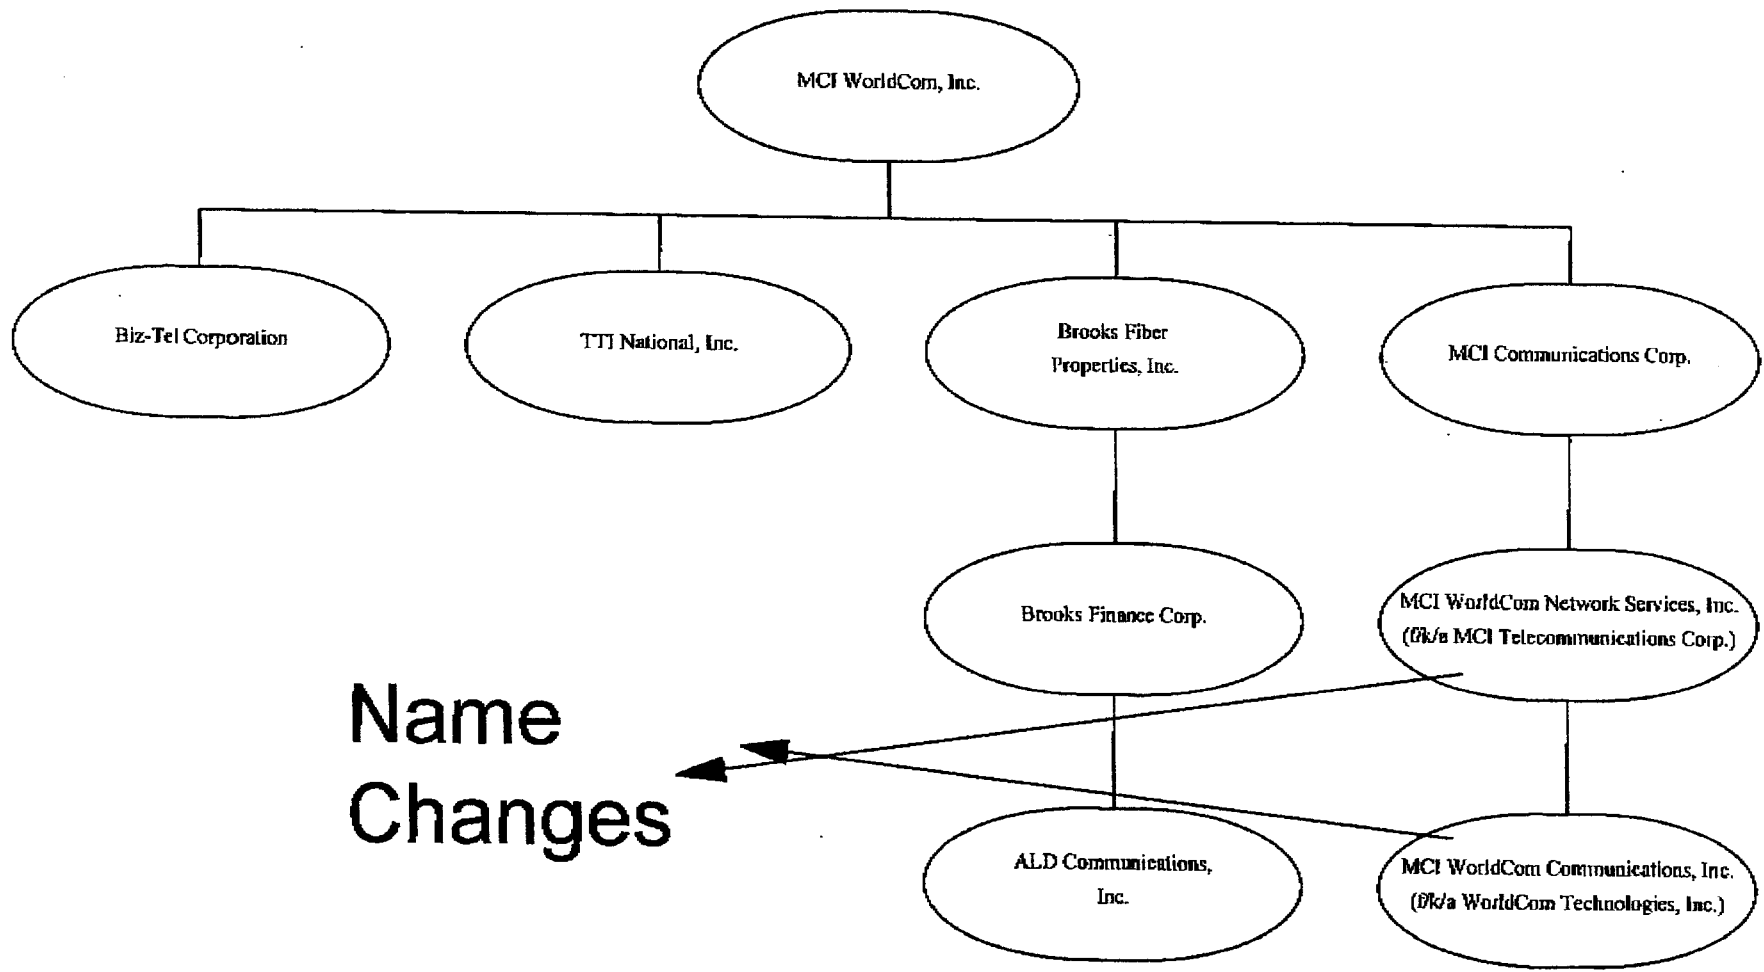 MCI WorldCom, Inc.
Biz-Tel Corporation
TTI National, Inc.
Brooks Fiber
Properties, Inc.
MCI Communications Corp.
Brooks Finance Corp.
MCI WorldCom Network Services, Inc.
(f/k/a MCI Telecommunications Corp.)
Name
Changes
ALD Communications,
Inc.
MCI WorldCom Communications, Inc.
(f/k/a WorldCom Technologies, Inc.)